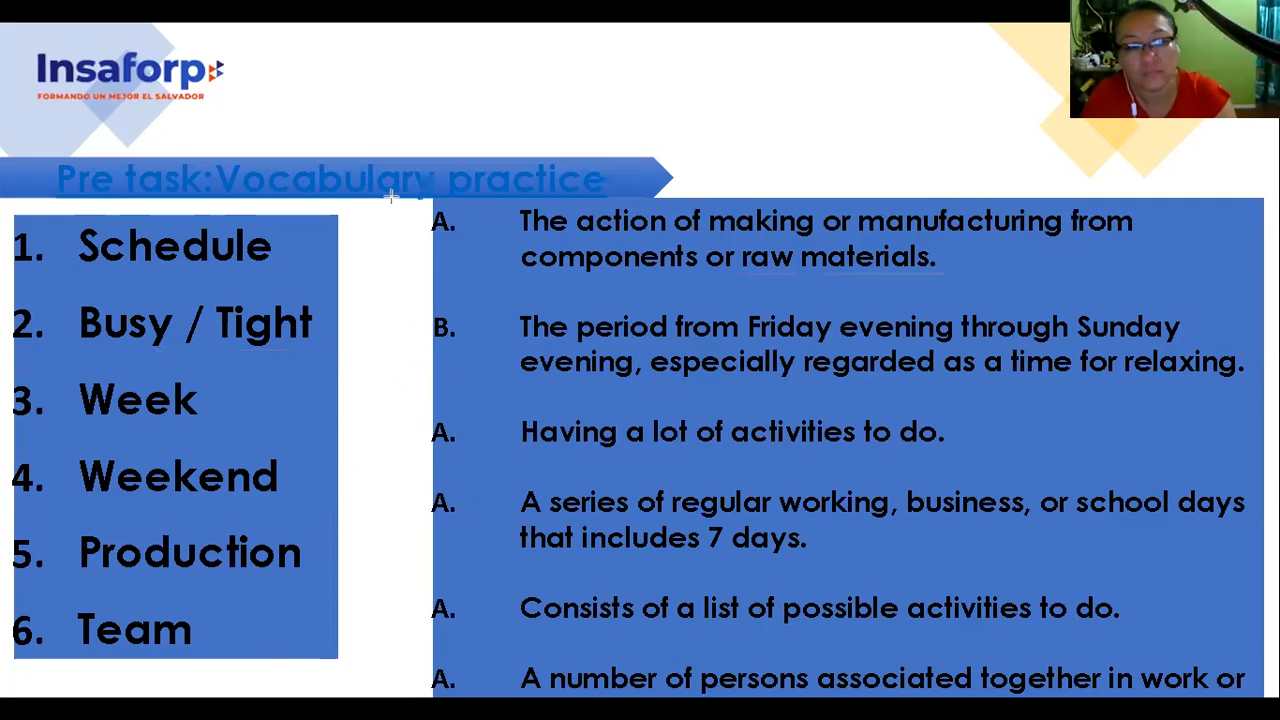 Insaforp
FORMANDO UN MEJOR EL SALVADOR
Pre task:Vocabulary practice
1. Schedule
2. Busy / Tight
3. Week
4. Weekend
5. Production
6. Team
A. The action of making or manufacturing from
components or raw materials.
B. The period from Friday evening through Sunday
evening, especially regarded as a time for relaxing.
A. Having a lot of activities to do.
A. A series of regular working, business, or school days
that includes 7 days.
A. Consists of a list of possible activities to do.
A. A number of persons associated together in work or